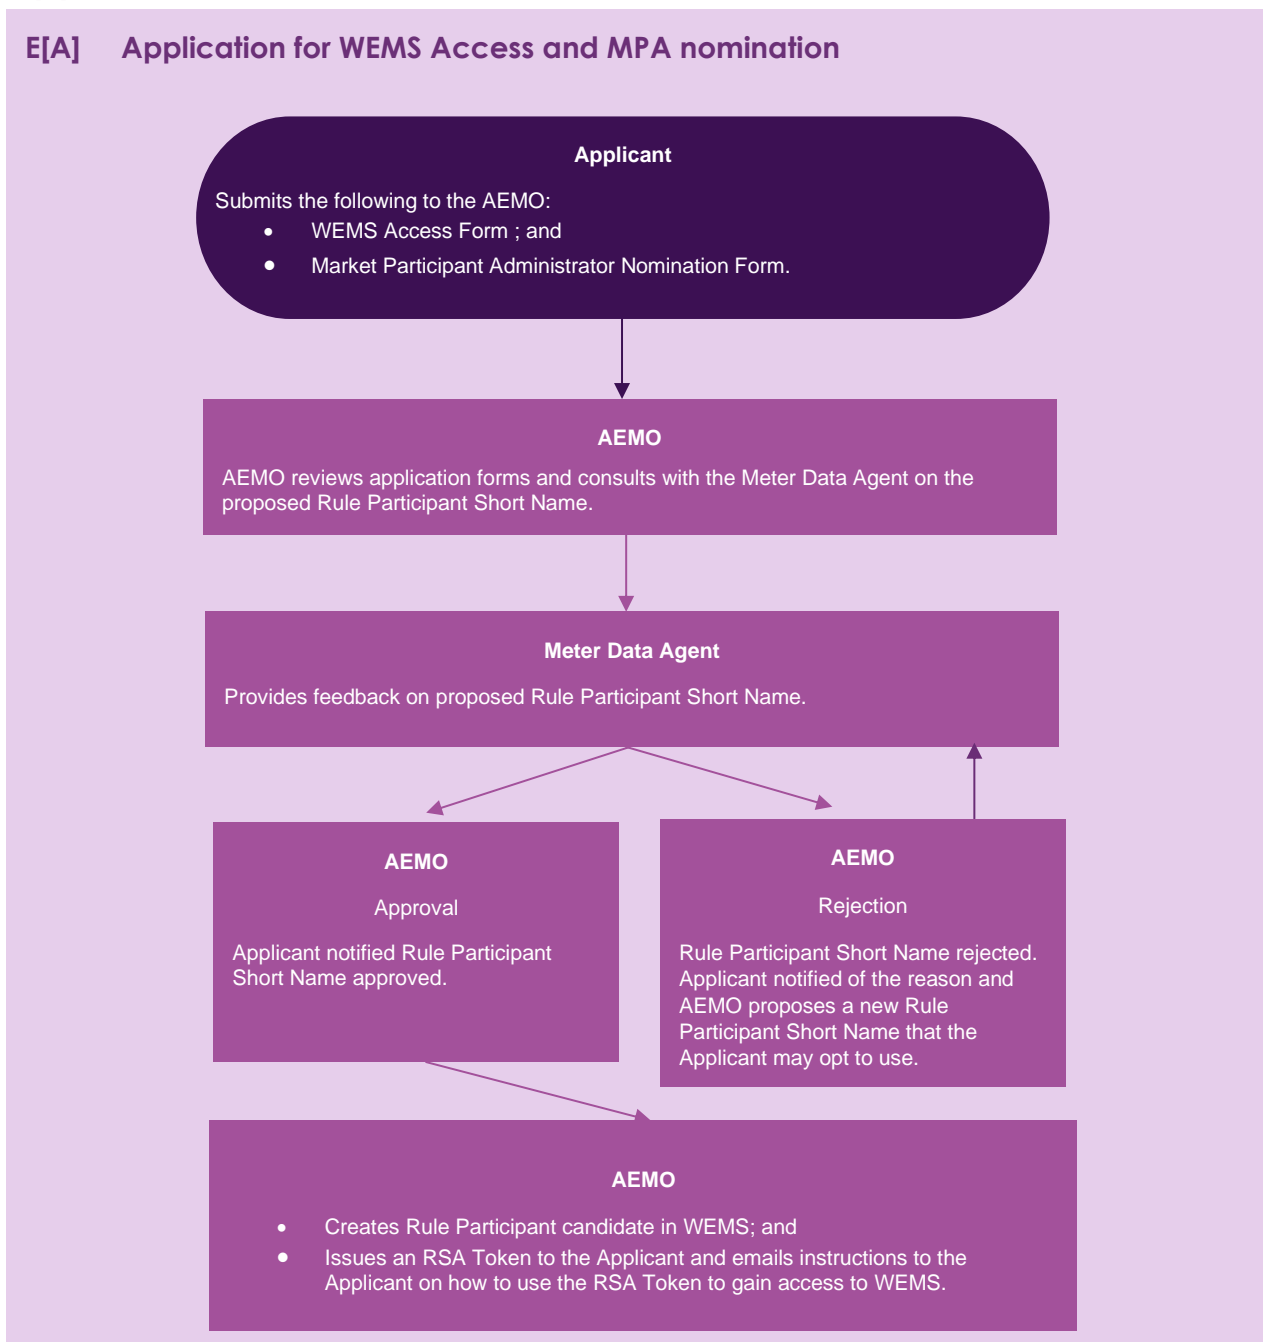 E[A] Application for WEMS Access and MPA nomination
Applicant
Submits the following to the AEMO:
• WEMS Access Form ; and
• Market Participant Administrator Nomination Form.
AEMO
AEMO reviews application forms and consults with the Meter Data Agent on the
proposed Rule Participant Short Name.
Meter Data Agent
Provides feedback on proposed Rule Participant Short Name.
AEMO
Approval
Applicant notified Rule Participant
Short Name approved.
AEMO
Rejection
Rule Participant Short Name rejected.
Applicant notified of the reason and
AEMO proposes a new Rule
Participant Short Name that the
Applicant may opt to use.
AEMO
• Creates Rule Participant candidate in WEMS; and
• Issues an RSA Token to the Applicant and emails instructions to the
Applicant on how to use the RSA Token to gain access to WEMS.